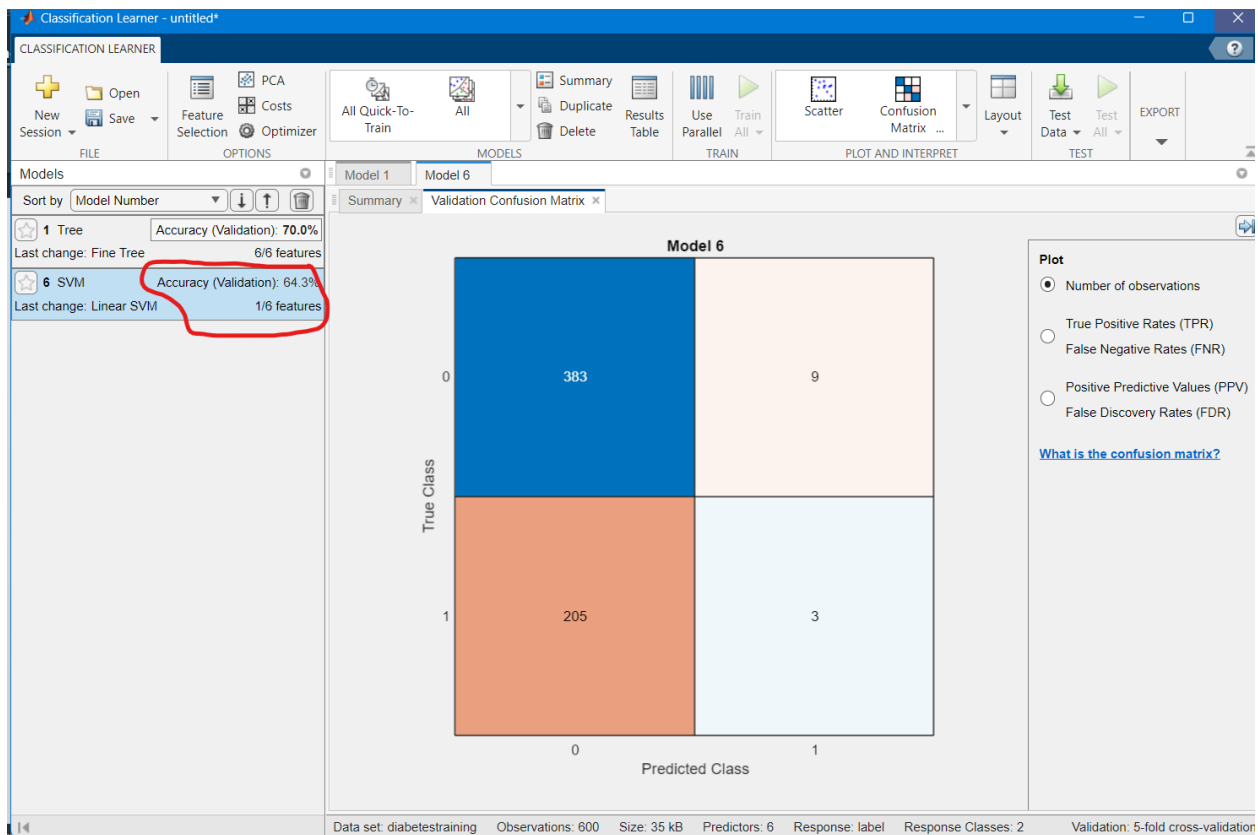 Classification Learner - untitled*
CLASSIFICATION LEARNER
New Session
Open
Save
FILE
Feature Selection
PCA
Costs
Optimizer
OPTIONS
All Quick-To-Train
All
Summary
Duplicate
Delete
Results Table
MODELS
Use Parallel
Train All
TRAIN
Scatter
Confusion Matrix ...
Layout
PLOT AND INTERPRET
Test Data
Test All
TEST
EXPORT
Models
Sort by Model Number
1 Tree Accuracy (Validation): 70.0%
Last change: Fine Tree 6/6 features
6 SVM Accuracy (Validation): 64.3%
Last change: Linear SVM 1/6 features
Model 1 Model 6
Summary Validation Confusion Matrix
Model 6
True Class
0 383 9
1 205 3
0 1
Predicted Class
Plot
Number of observations
True Positive Rates (TPR)
False Negative Rates (FNR)
Positive Predictive Values (PPV)
False Discovery Rates (FDR)
What is the confusion matrix?
Data set: diabetestraining Observations: 600 Size: 35 kB Predictors: 6 Response: label Response Classes: 2 Validation: 5-fold cross-validation